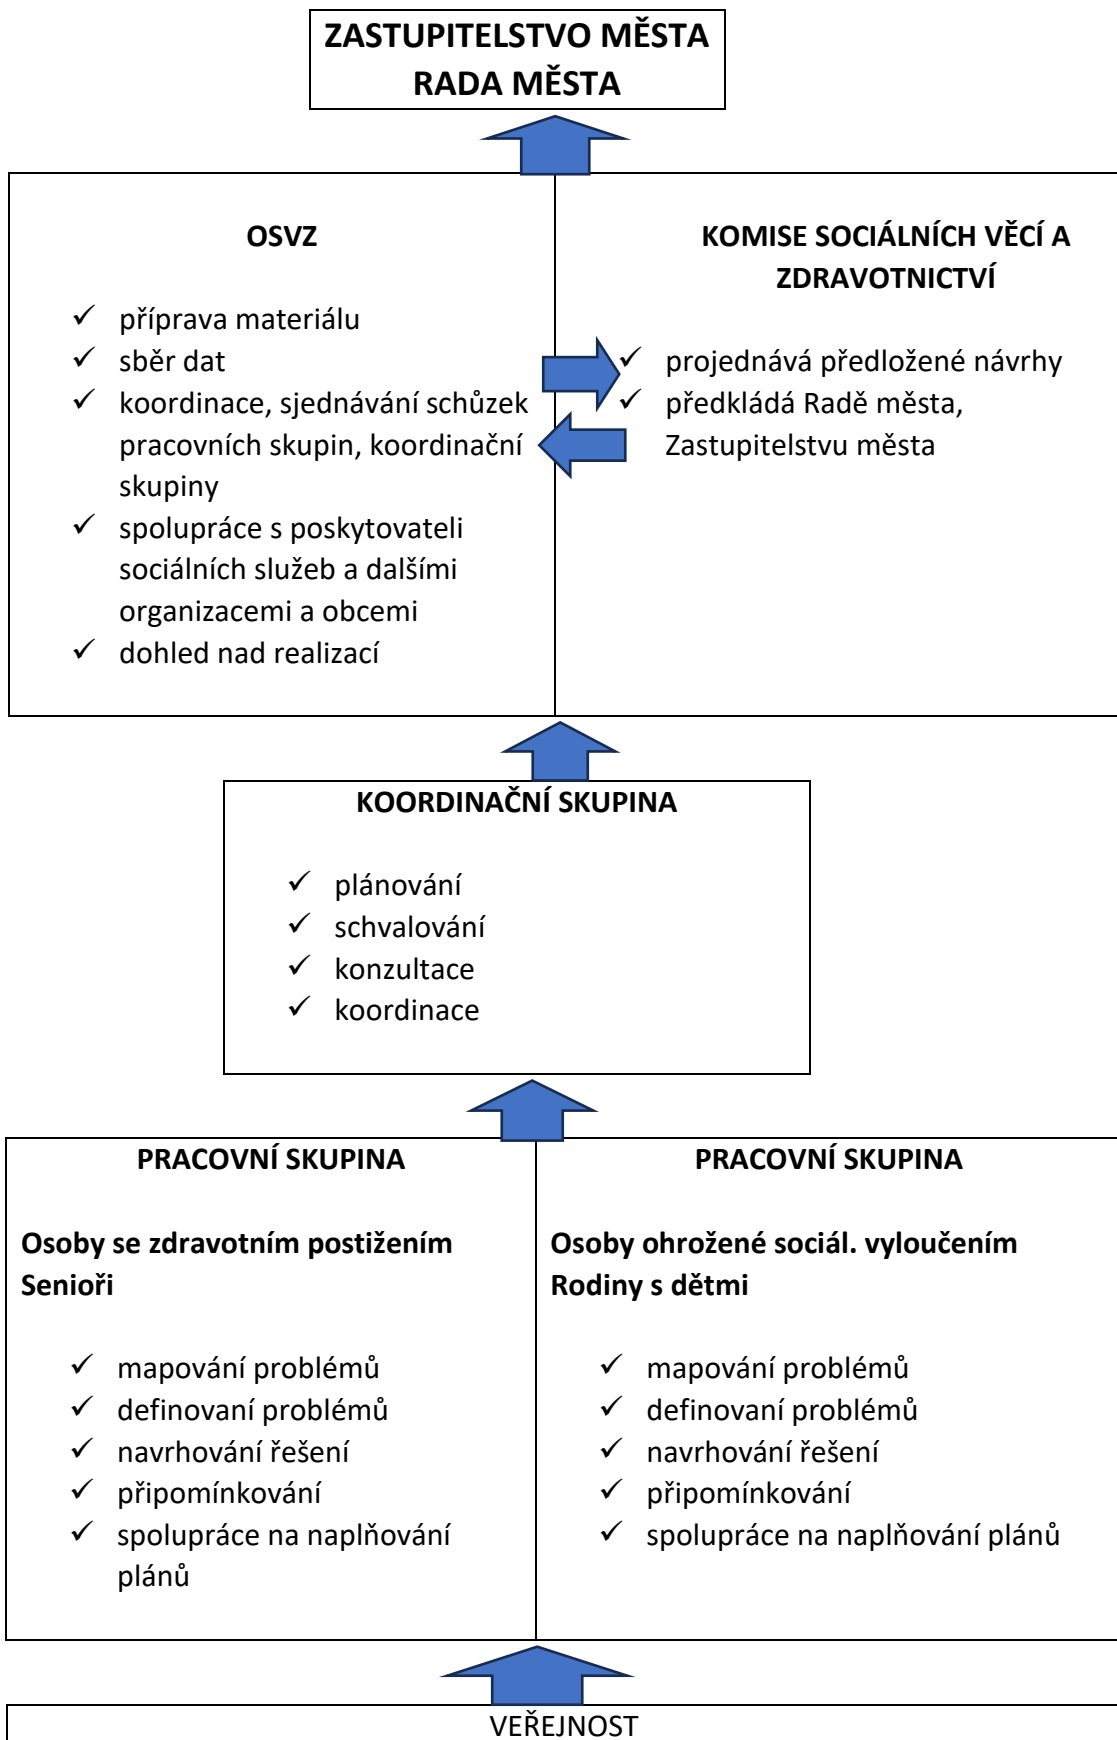 ZASTUPITELSTVO MĚSTA
RADA MĚSTA
OSVZ
✓ příprava materiálu
✓ sběr dat
✓ koordinace, sjednávání schůzek
pracovních skupin, koordinační
skupiny
✓ spolupráce s poskytovateli
sociálních služeb a dalšími
organizacemi a obcemi
✓ dohled nad realizací
KOMISE SOCIÁLNÍCH VĚCÍ A
ZDRAVOTNICTVÍ
✓ projednává předložené návrhy
✓ předkládá Radě města,
Zastupitelstvu města
KOORDINAČNÍ SKUPINA
✓ plánování
✓ schvalování
✓ konzultace
✓ koordinace
PRACOVNÍ SKUPINA
Osoby se zdravotním postižením
Senioři
✓ mapování problémů
✓ definovaní problémů
✓ navrhování řešení
✓ připomínkování
✓ spolupráce na naplňování
plánů
PRACOVNÍ SKUPINA
Osoby ohrožené sociál. vyloučením
Rodiny s dětmi
✓ mapování problémů
✓ definovaní problémů
✓ navrhování řešení
✓ připomínkování
✓ spolupráce na naplňování plánů
VEŘEJNOST